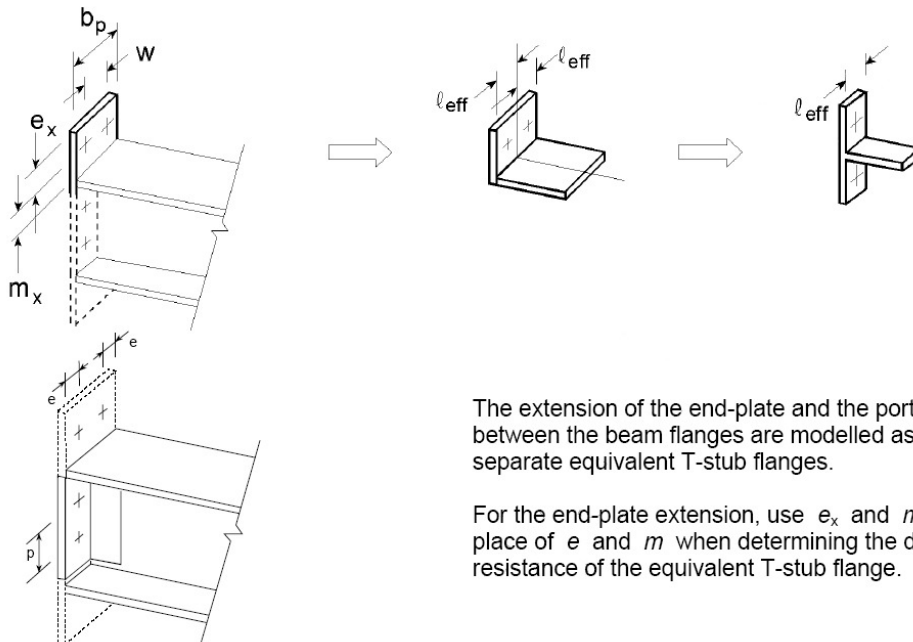 b p
w
e x
m x
ℓ eff
ℓ eff
ℓ eff
e
e
p
The extension of the end-plate and the port
between the beam flanges are modelled as
separate equivalent T-stub flanges.
For the end-plate extension, use e x and
place of e and m when determining the d
resistance of the equivalent T-stub flange.